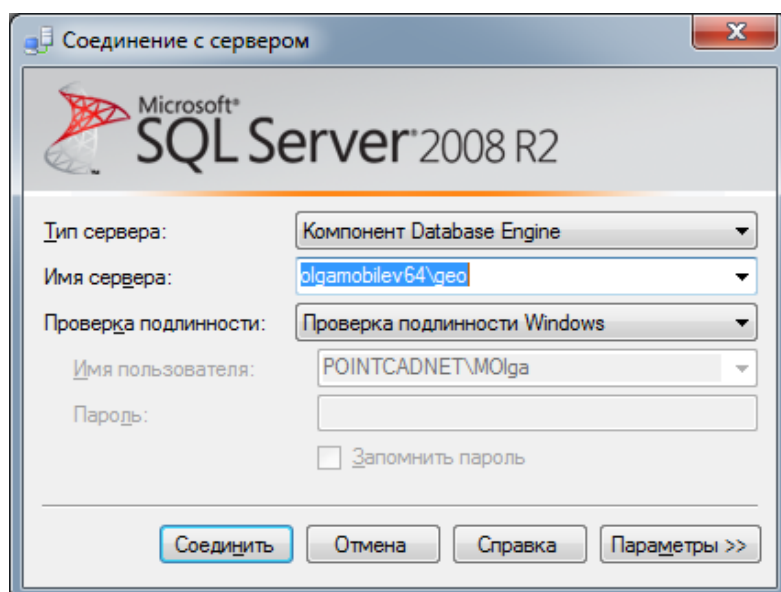 Соединение с сервером
Microsoft®
SQL Server® 2008 R2
Тип сервера: Компонент Database Engine
Имя сервера: olgamobilev64\geo
Проверка подлинности: Проверка подлинности Windows
Имя пользователя: POINTCADNET\MOlga
Пароль:
Запомнить пароль
Соединить Отмена Справка Параметры >>